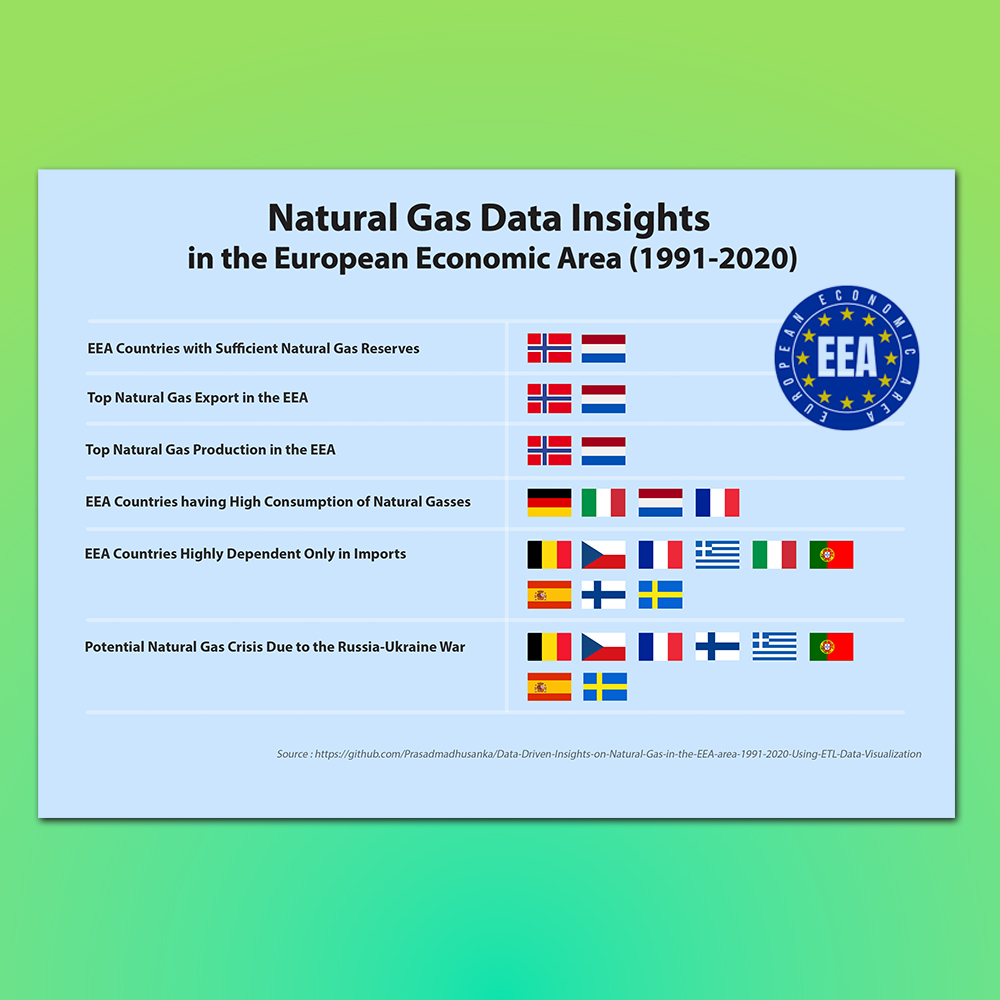 Natural Gas Data Insights
in the European Economic Area (1991-2020)
EUROPEAN ECONOMIC AREA
EEA
EEA Countries with Sufficient Natural Gas Reserves
Top Natural Gas Export in the EEA
Top Natural Gas Production in the EEA
EEA Countries having High Consumption of Natural Gasses
EEA Countries Highly Dependent Only in Imports
Potential Natural Gas Crisis Due to the Russia-Ukraine War
Source : https://github.com/Prasadmadhusanka/Data-Driven-Insights-on-Natural-Gas-in-the-EEA-area-1991-2020-Using-ETL-Data-Visualization